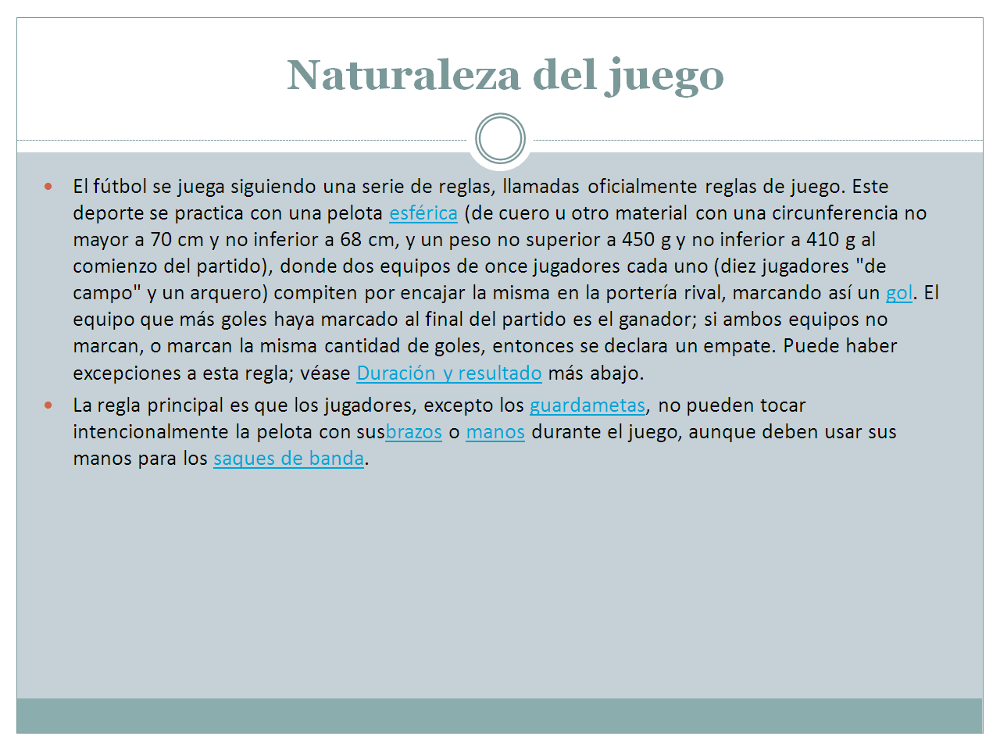 Naturaleza del juego
• El fútbol se juega siguiendo una serie de reglas, llamadas oficialmente reglas de juego. Este
deporte se practica con una pelota esférica (de cuero u otro material con una circunferencia no
mayor a 70 cm y no inferior a 68 cm, y un peso no superior a 450 g y no inferior a 410 g al
comienzo del partido), donde dos equipos de once jugadores cada uno (diez jugadores "de
campo" y un arquero) compiten por encajar la misma en la portería rival, marcando así un gol. El
equipo que más goles haya marcado al final del partido es el ganador; si ambos equipos no
marcan, o marcan la misma cantidad de goles, entonces se declara un empate. Puede haber
excepciones a esta regla; véase Duración y resultado más abajo.
• La regla principal es que los jugadores, excepto los guardametas, no pueden tocar
intencionalmente la pelota con susbrazos o manos durante el juego, aunque deben usar sus
manos para los saques de banda.